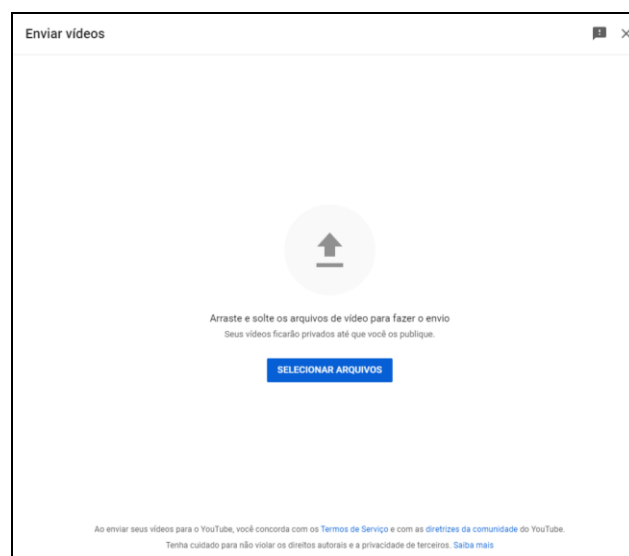 Enviar vídeos
Arraste e solte os arquivos de vídeo para fazer o envio
Seus vídeos ficarão privados até que você os publique.
SELECIONAR ARQUIVOS
Ao enviar seus vídeos para o YouTube, você concorda com os Termos de Serviço e com as diretrizes da comunidade do YouTube.
Tenha cuidado para não violar os direitos autorais e a privacidade de terceiros. Saiba mais